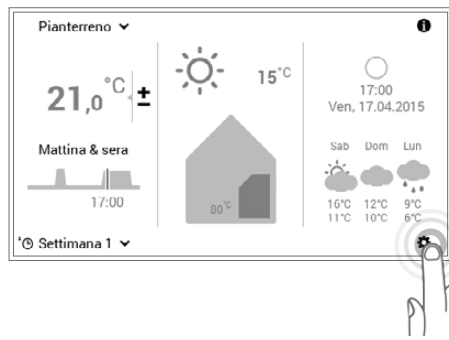 Pianterreno
21,0 °C ±
Mattina & sera
17:00
Settimana 1
15°C
80°C
i
17:00
Ven, 17.04.2015
Sab Dom Lun
16°C 12°C 9°C
11°C 10°C 6°C